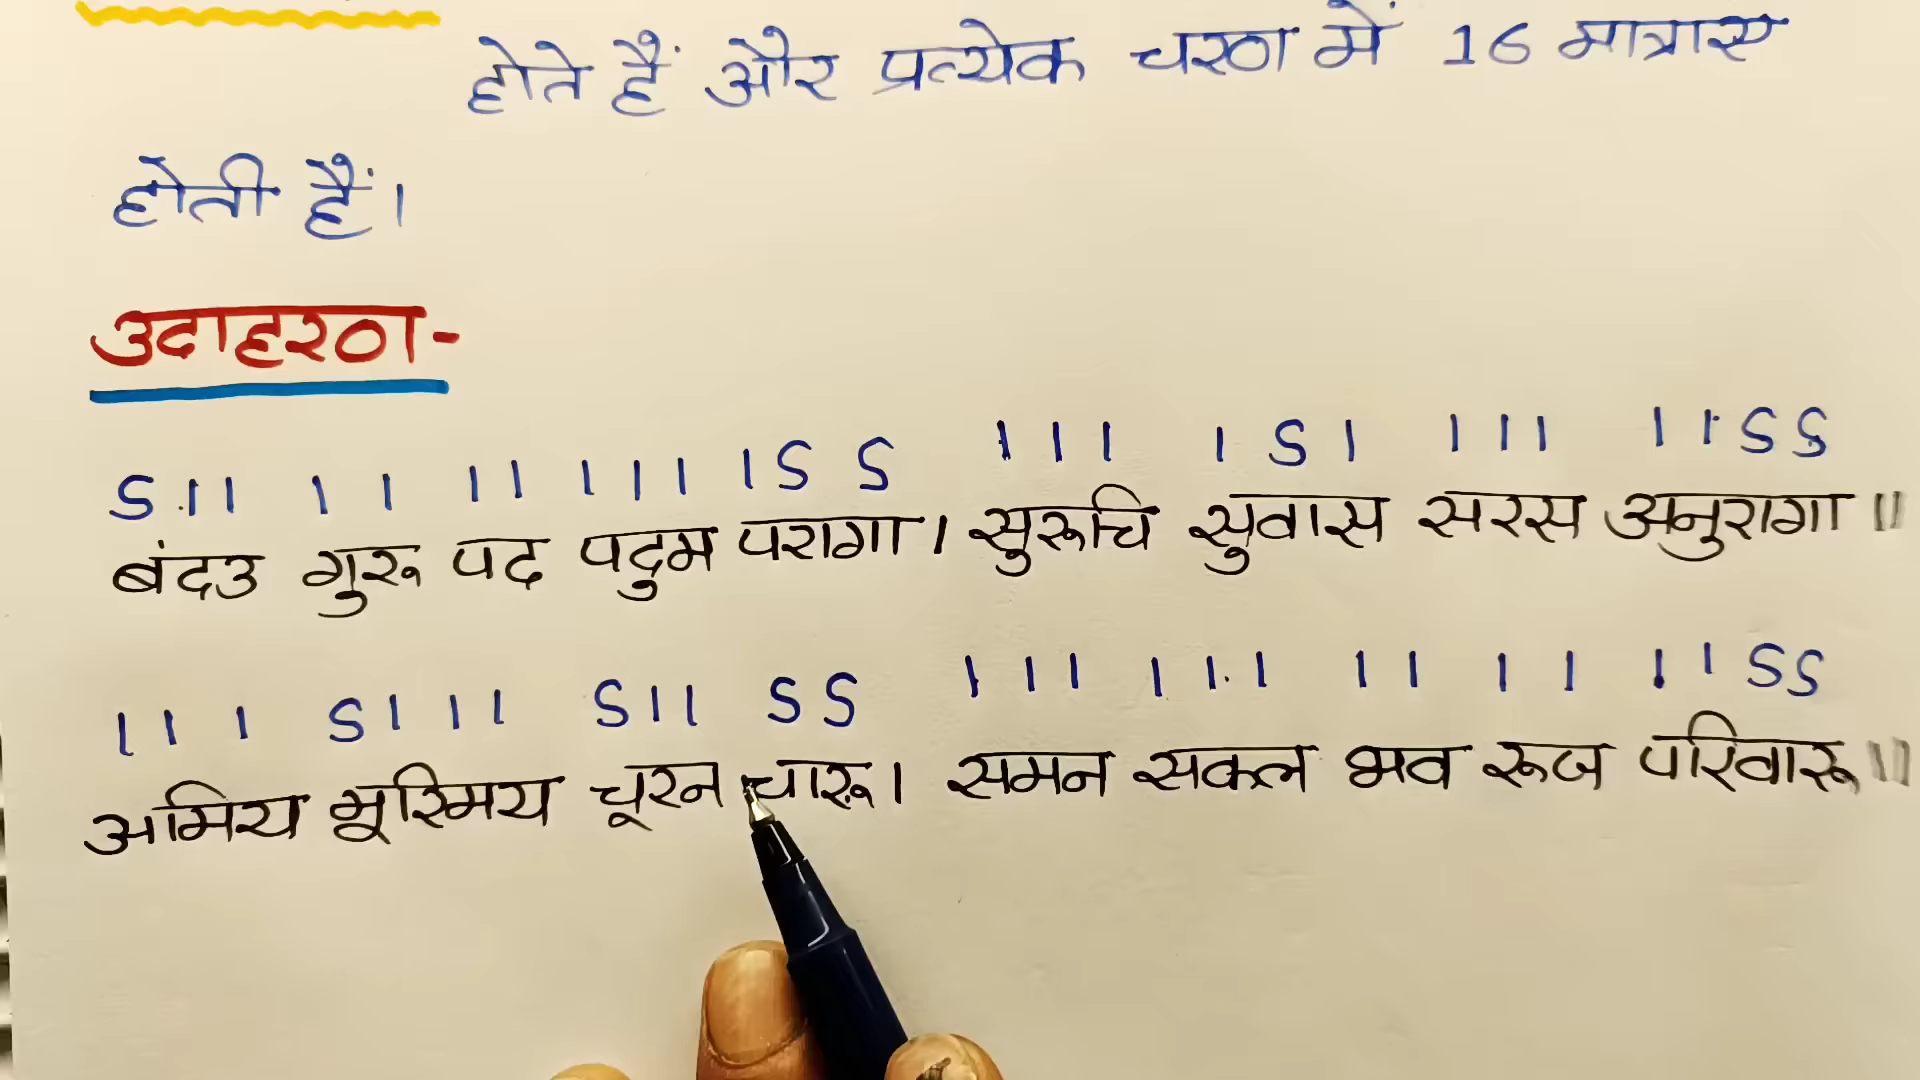 होते हैं और प्रत्येक चरण में 16 मात्राएं
होती हैं।
उदाहरण-
S I I I I I I I I I I S S I I I I S I I I I I I S S
बंदउ गुरू पद पदुम परागा। सुरूचि सुवास सरस अनुरागा॥
I I I S I I I S I I S S I I I I I I I I I I I I S S
अमिय भूरिमय चूरन चारू। समन सकल भव रूज परिवारू॥